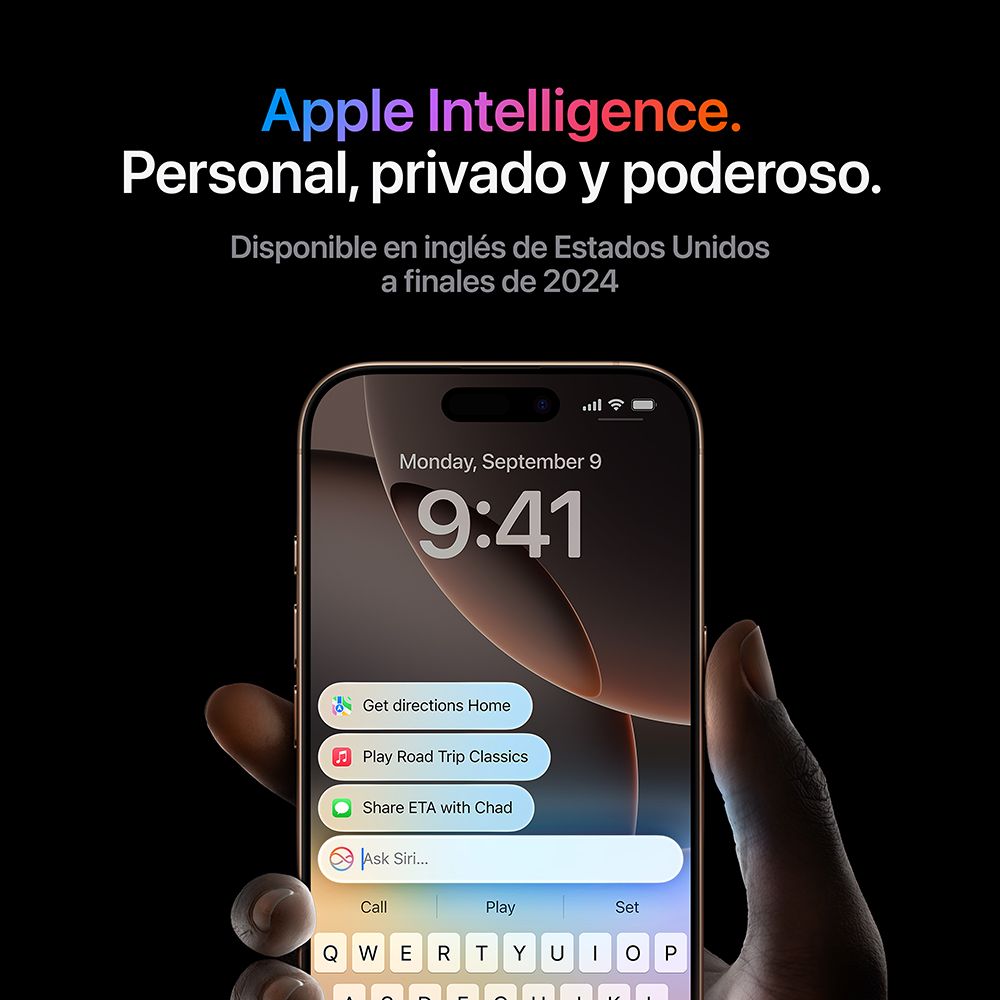 Apple Intelligence.
Personal, privado y poderoso.
Disponible en inglés de Estados Unidos
a finales de 2024
Monday, September 9
9:41
Get directions Home
Play Road Trip Classics
Share ETA with Chad
Ask Siri...
Call Play Set
Q W E R T Y U I O P
A S D F G H J K L